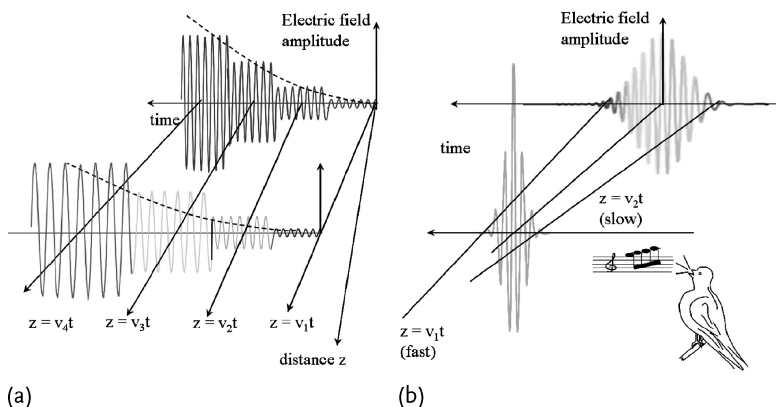 Electric field
amplitude
time
z = v₄t
z = v₃t
z = v₂t
z = v₁t
distance z
(a)
Electric field
amplitude
time
z = v₂t
(slow)
z = v₁t
(fast)
(b)